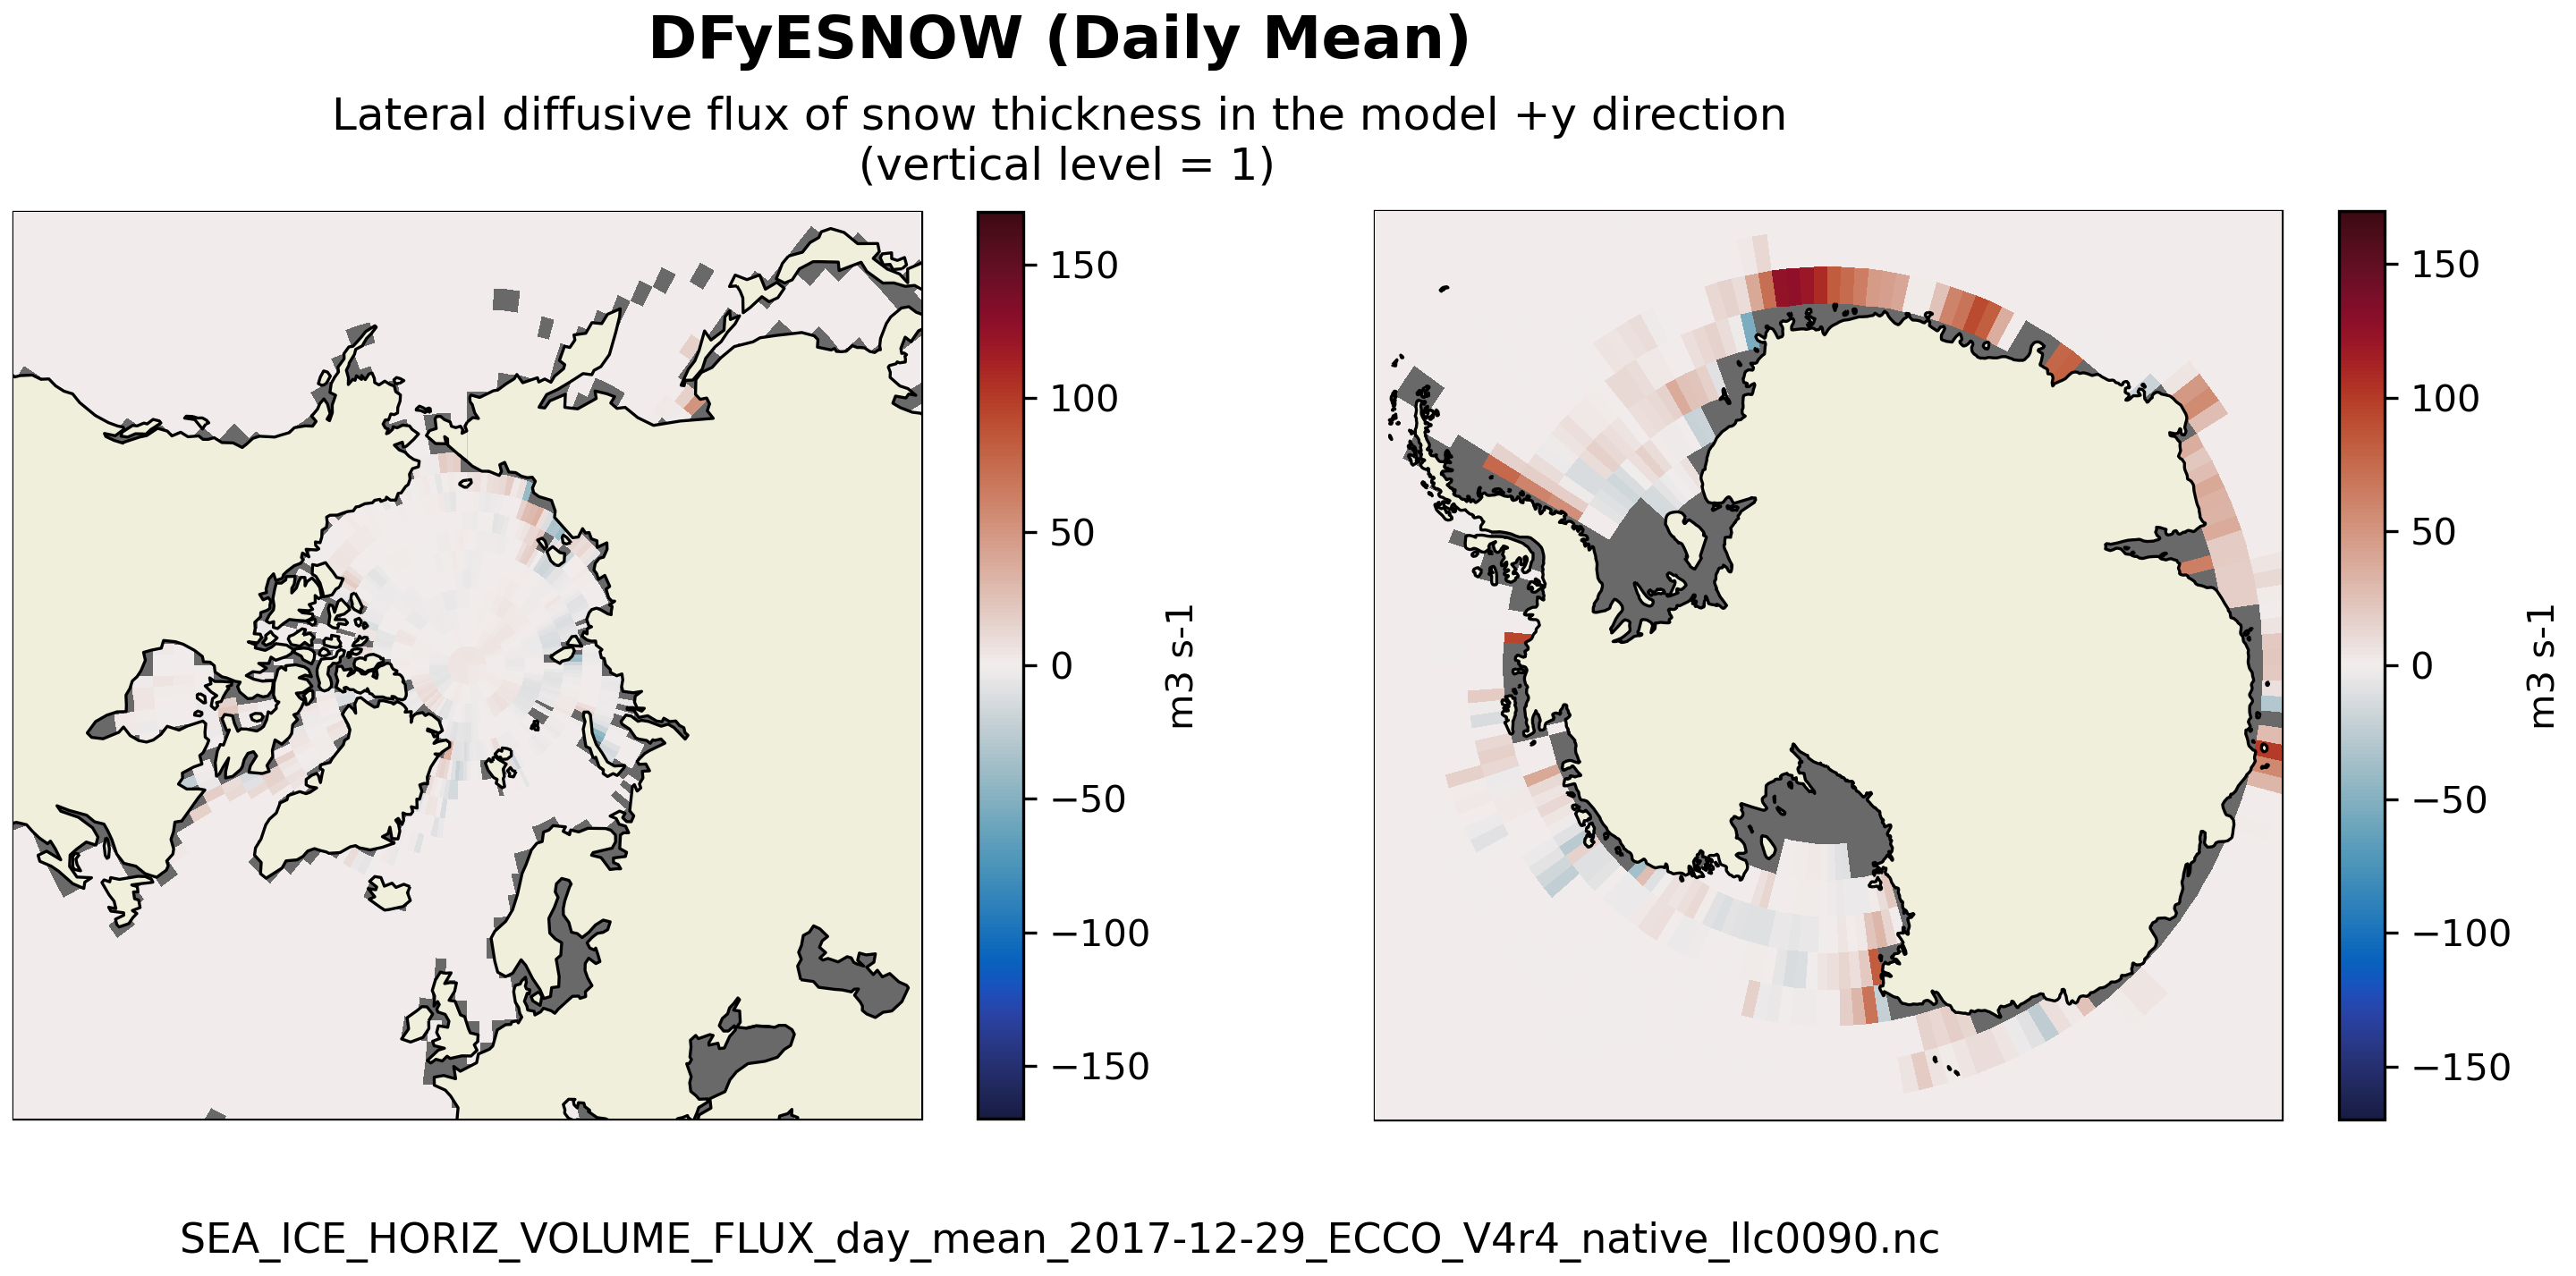 DFyESNOW (Daily Mean)
Lateral diffusive flux of snow thickness in the model +y direction
(vertical level = 1)
150
100
50
0
−50
−100
−150
m3 s-1
150
100
50
0
−50
−100
−150
m3 s-1
SEA_ICE_HORIZ_VOLUME_FLUX_day_mean_2017-12-29_ECCO_V4r4_native_llc0090.nc